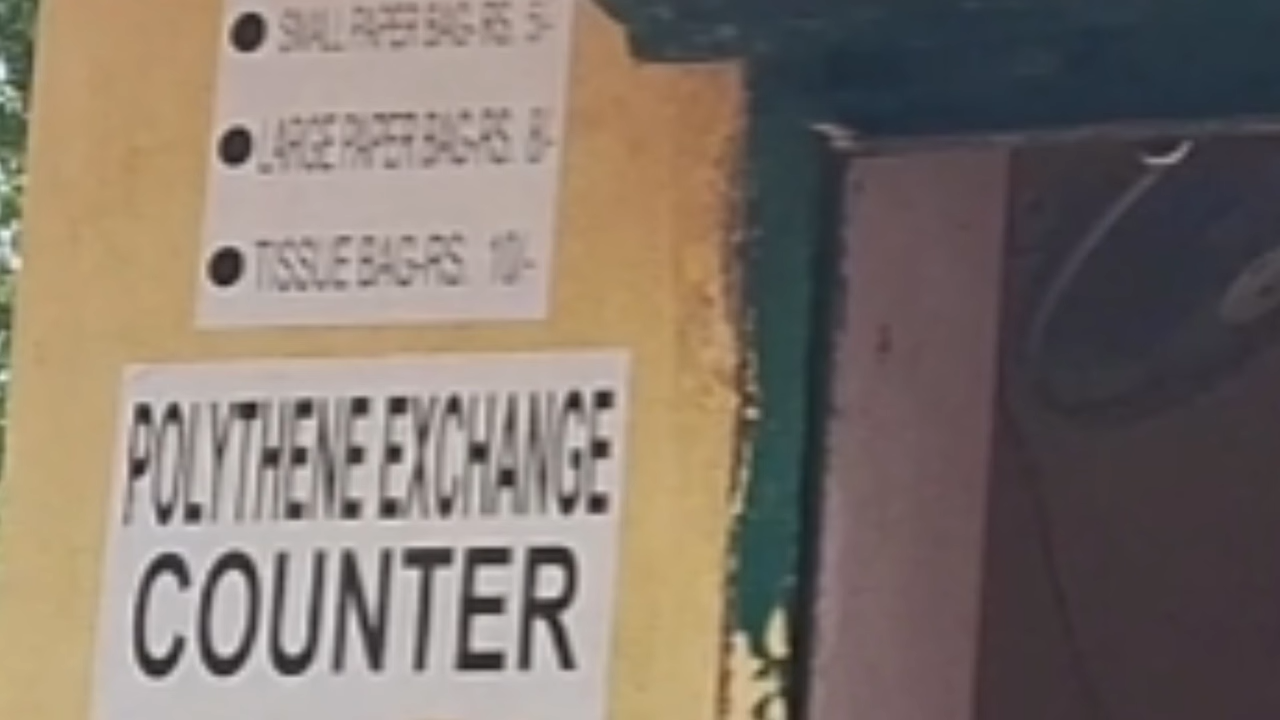 SMALL PAPER BAG-RS. 5/-
LARGE PAPER BAG-RS. 8/-
TISSUE BAG-RS. 10/-
POLYTHENE EXCHANGE
COUNTER